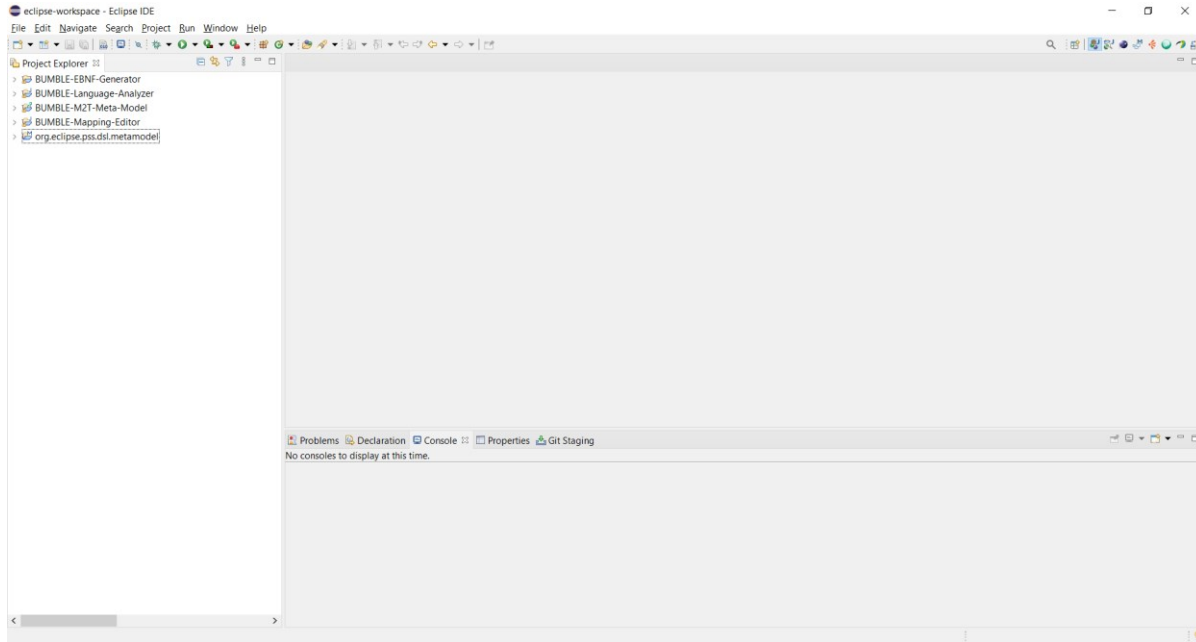 eclipse-workspace - Eclipse IDE
File Edit Navigate Search Project Run Window Help
Project Explorer
BUMBLE-EBNF-Generator
BUMBLE-Language-Analyzer
BUMBLE-M2T-Meta-Model
BUMBLE-Mapping-Editor
org.eclipse.pss.dsl.metamodel
Problems Declaration Console Properties Git Staging
No consoles to display at this time.